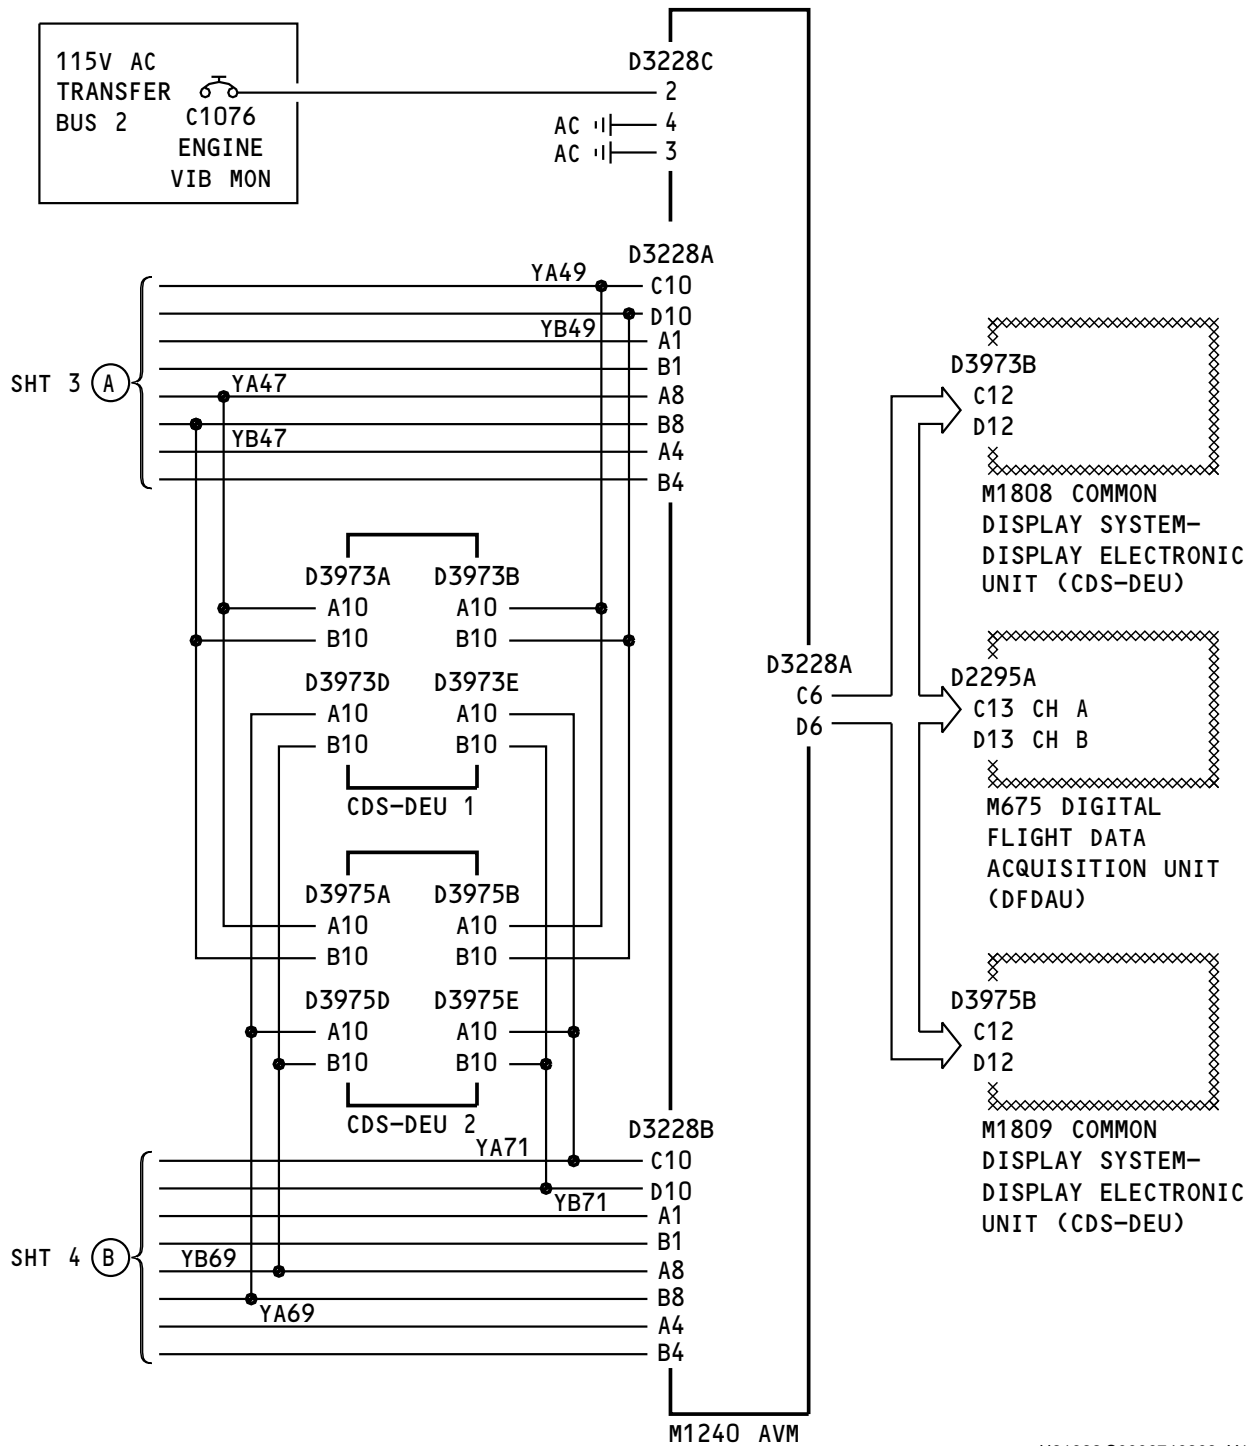 115V AC
TRANSFER
BUS 2
C1076
ENGINE
VIB MON
D3228C
2
AC 4
AC 3
D3228A
YA49
C10
D10
YB49
A1
B1
SHT 3 A
YA47
A8
B8
YB47
A4
B4
D3973A D3973B
A10 A10
B10 B10
D3973D D3973E
A10 A10
B10 B10
CDS-DEU 1
D3975A D3975B
A10 A10
B10 B10
D3975D D3975E
A10 A10
B10 B10
CDS-DEU 2
D3228B
YA71
C10
D10
YB71
A1
B1
SHT 4 B
YB69
A8
B8
YA69
A4
B4
M1240 AVM
D3228A
C6
D6
D3973B
C12
D12
M1808 COMMON
DISPLAY SYSTEM-
DISPLAY ELECTRONIC
UNIT (CDS-DEU)
D2295A
C13 CH A
D13 CH B
M675 DIGITAL
FLIGHT DATA
ACQUISITION UNIT
(DFDAU)
D3975B
C12
D12
M1809 COMMON
DISPLAY SYSTEM-
DISPLAY ELECTRONIC
UNIT (CDS-DEU)